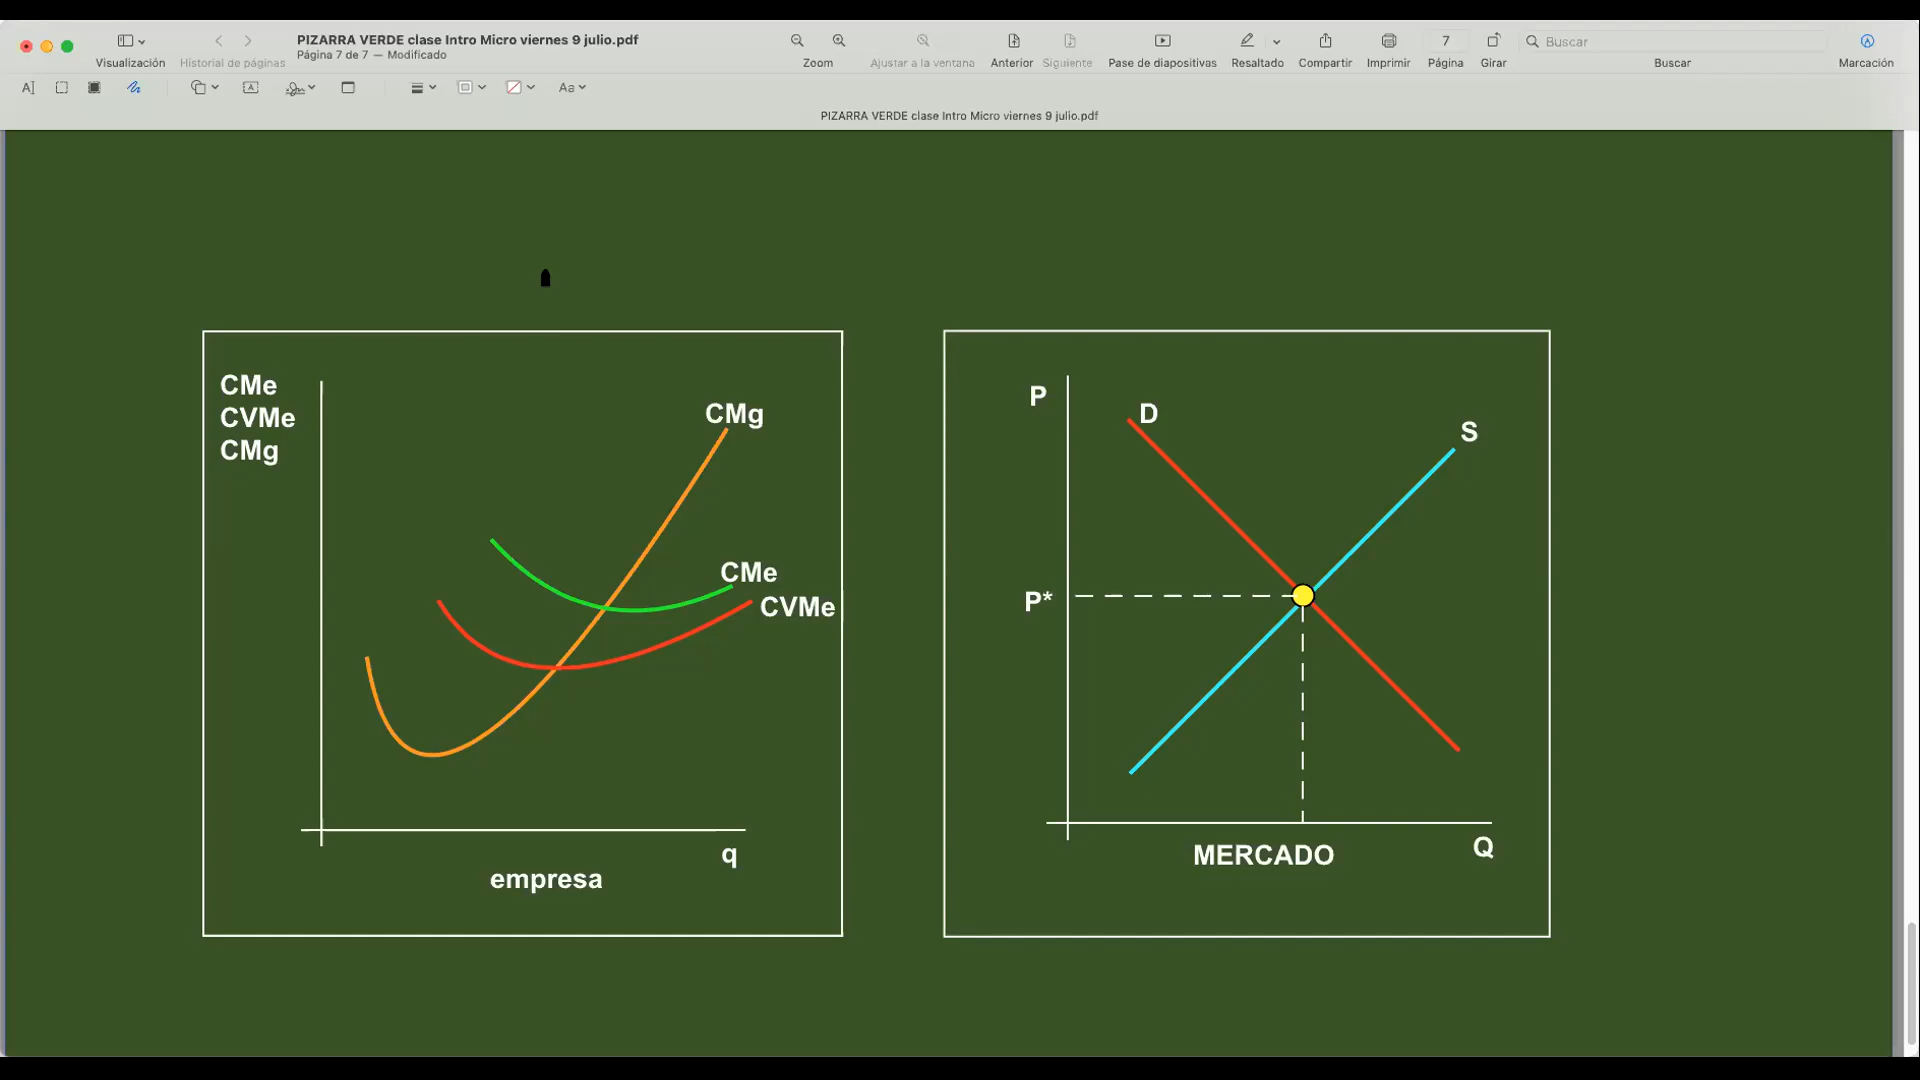 PIZARRA VERDE clase Intro Micro viernes 9 julio.pdf
Página 7 de 7 — Modificado
7
Buscar
Visualización
Historial de páginas
Zoom
Ajustar a la ventana
Anterior
Siguiente
Pase de diapositivas
Resaltado
Compartir
Imprimir
Página
Girar
Buscar
Marcación
A
A
Aa
PIZARRA VERDE clase Intro Micro viernes 9 julio.pdf
CMe
CVMe
CMg
CMg
CMe
CVMe
q
empresa
P
D
S
P*
MERCADO
Q